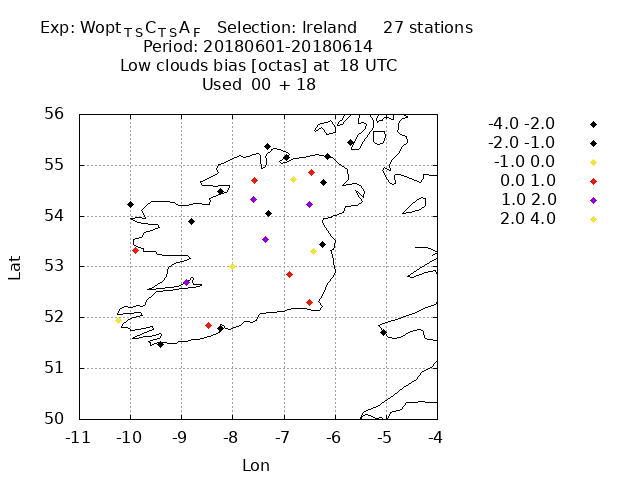 Exp: WoptTSCTSAF   Selection: Ireland     27 stations
Period: 20180601-20180614
Low clouds bias [octas] at  18 UTC
Used  00 + 18
-4.0 -2.0
-2.0 -1.0
-1.0 0.0
0.0 1.0
1.0 2.0
2.0 4.0
56
55
54
53
52
51
50
Lat
-11 -10 -9 -8 -7 -6 -5 -4
Lon